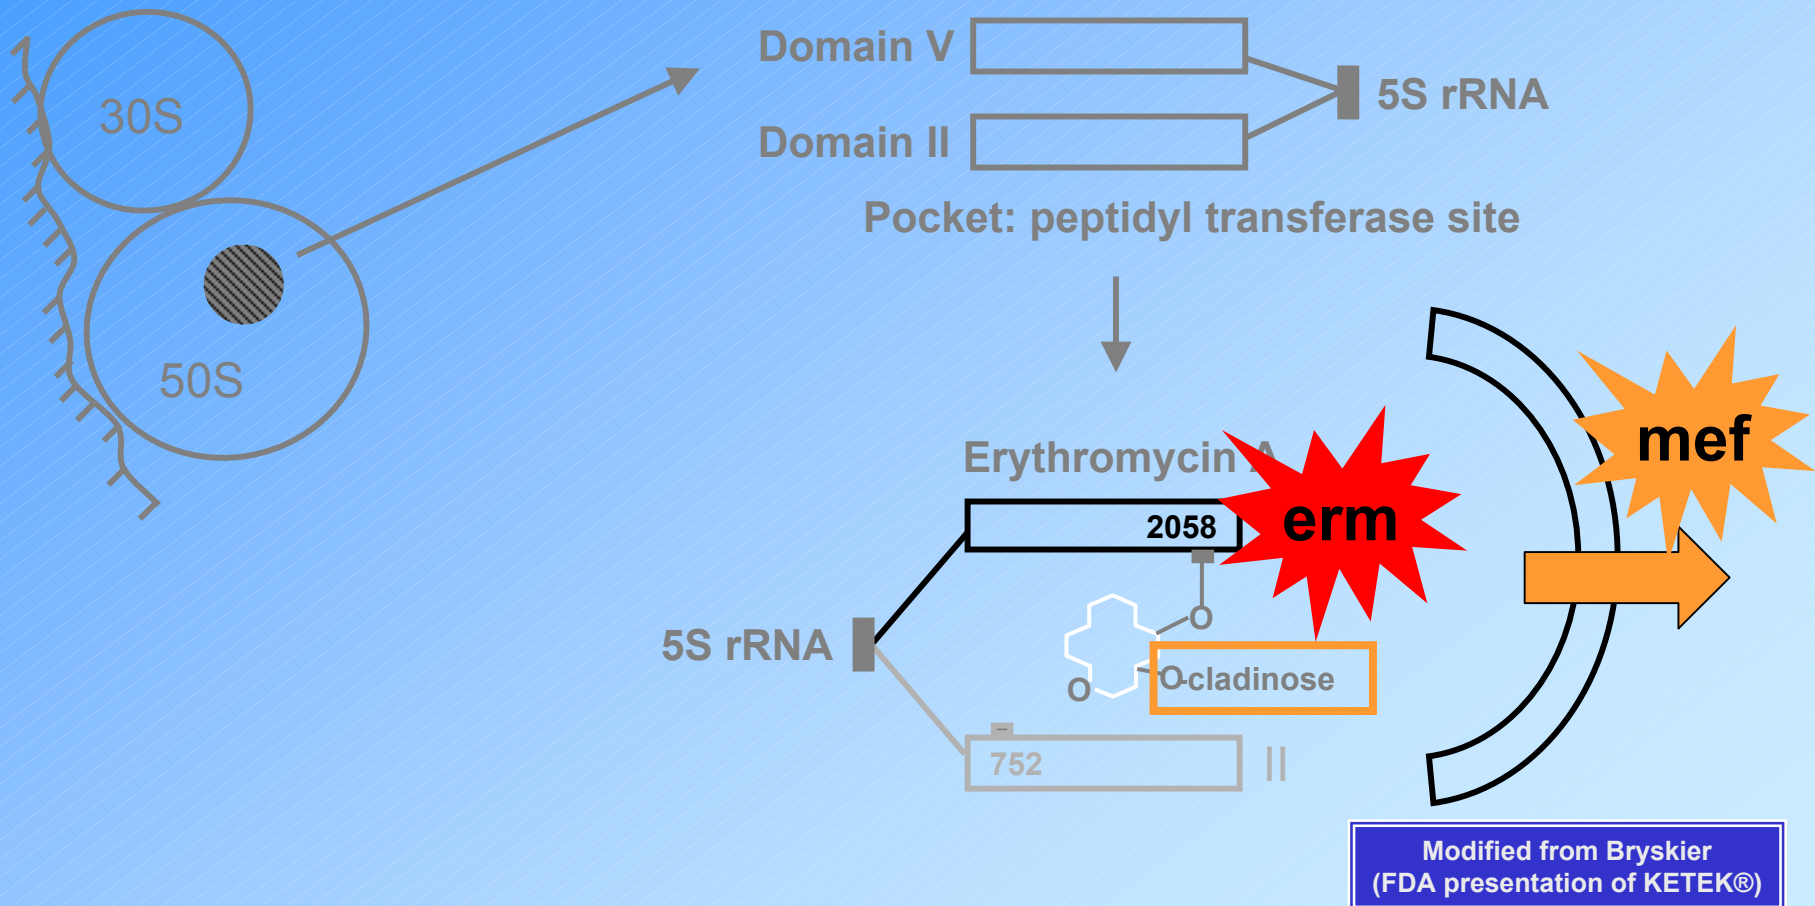 30S
50S
Domain V
Domain II
5S rRNA
Pocket: peptidyl transferase site
Erythromycin A
2058
erm
mef
5S rRNA
O
O
O-cladinose
752
II
Modified from Bryskier
(FDA presentation of KETEK®)